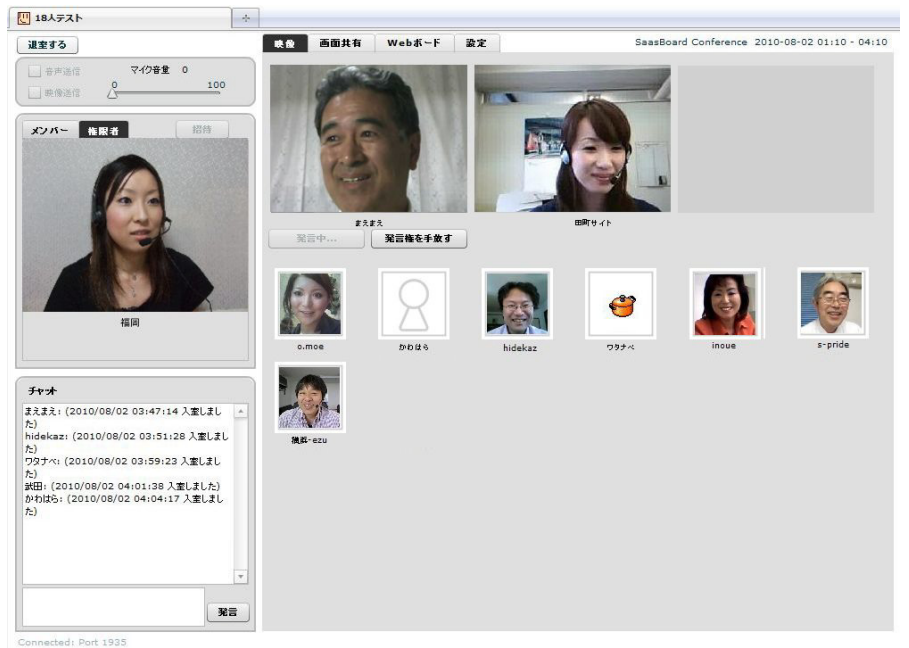 18人テスト
退室する
映像 画面共有 Webボード 設定
SaasBoard Conference 2010-08-02 01:10 - 04:10
音声送信
マイク音量 0
映像送信
0 100
メンバー 権限者 招待
福岡
まえまえ
田町サイト
発言中...
発言権を手放す
o.moe
かわはら
hidekaz
ワタナベ
inoue
s-pride
-ezu
チャット
まえまえ: (2010/08/02 03:47:14 入室しまし
た)
hidekaz: (2010/08/02 03:51:28 入室しまし
た)
ワタナベ: (2010/08/02 03:59:23 入室しまし
た)
武田: (2010/08/02 04:01:38 入室しました)
かわはら: (2010/08/02 04:04:17 入室しまし
た)
発言
Connected: Port 1935